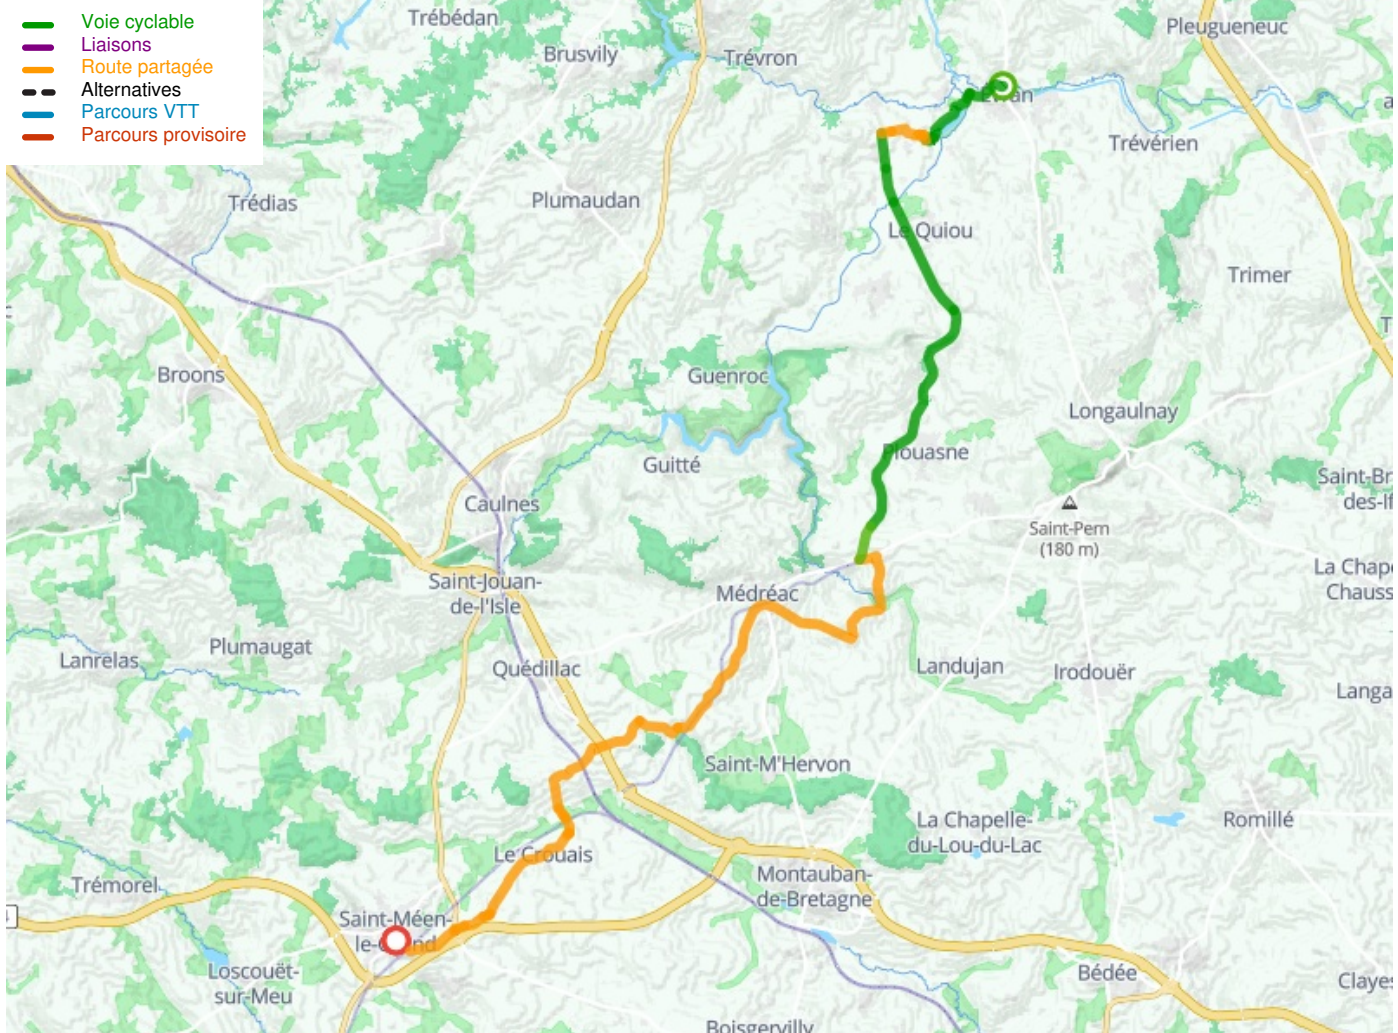 Voie cyclable
Liaisons
Route partagée
Alternatives
Parcours VTT
Parcours provisoire
Trébédan
Brusvily
Trévron
Pleugueneuc
Trévérien
Trédias
Plumaudan
Le Quiou
Trimer
Broons
Guenroc
Longaulnay
Guitté
Plouasne
Caulnes
Saint-Pern
(180 m)
Saint-Jouan-
de-l'Isle
Médréac
Plumaugat
Lanrelas
Quédillac
Landujan
Irodouër
Saint-M'Hervon
La Chapelle-
du-Lou-du-Lac
Romillé
Le Crouais
Trémorel
Montauban-
de-Bretagne
Saint-Méen-
Loscouët-
sur-Meu
Bédée
Boisgervilly